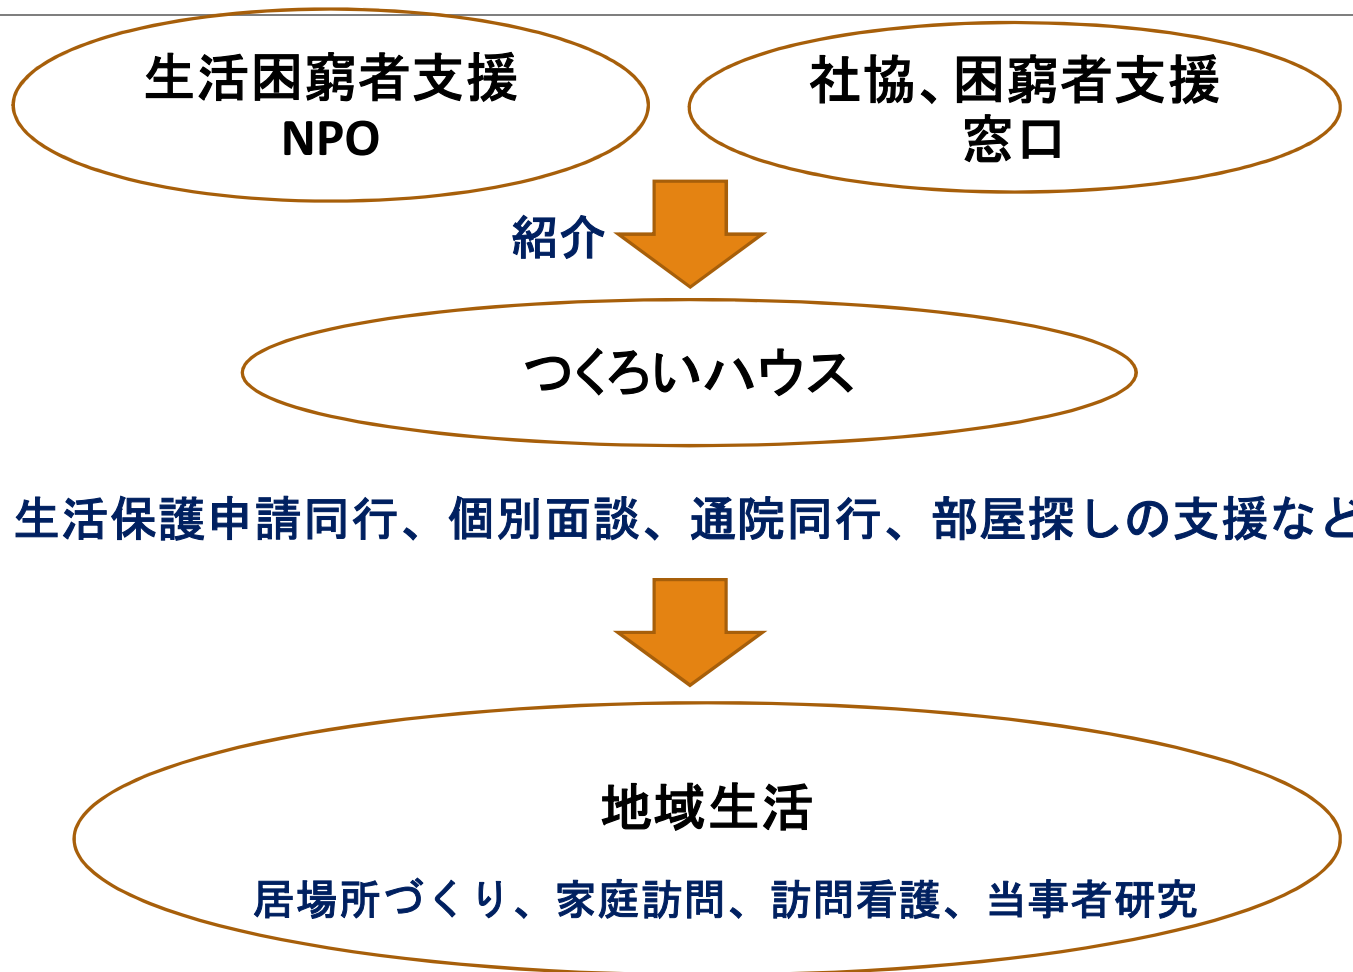 生活困窮者支援
NPO
社協、困窮者支援
窓口
紹介
つくろいハウス
生活保護申請同行、個別面談、通院同行、部屋探しの支援など
地域生活
居場所づくり、家庭訪問、訪問看護、当事者研究